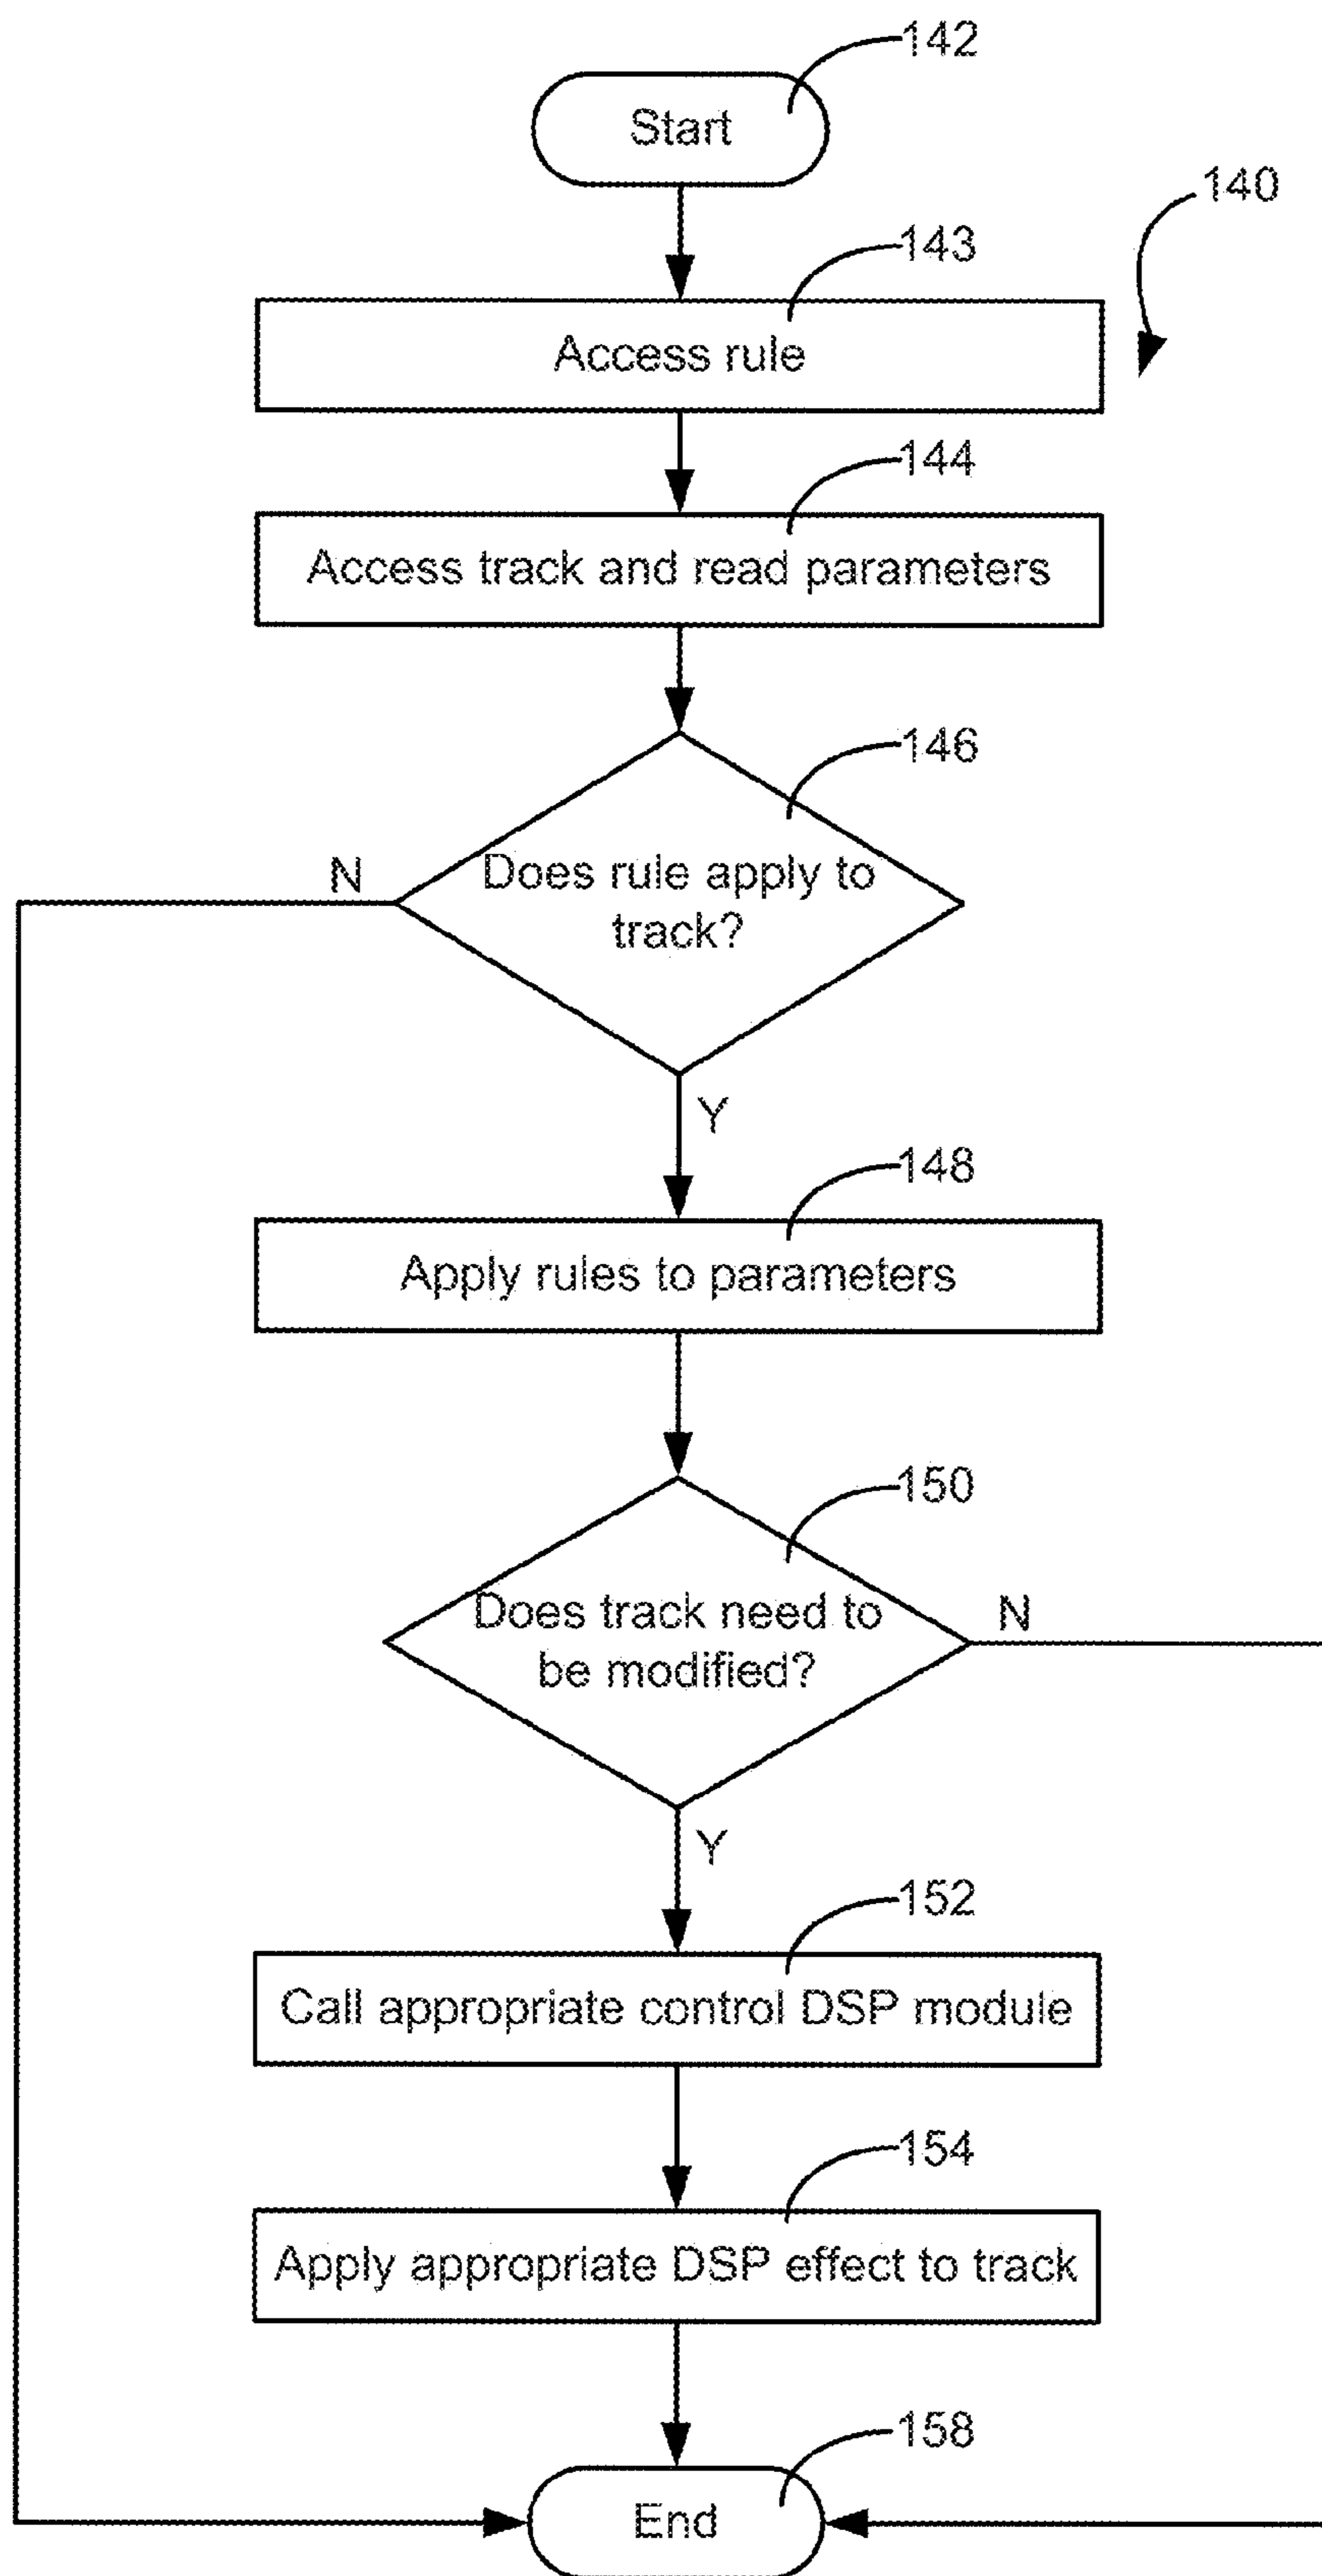 142
Start
140
143
Access rule
144
Access track and read parameters
146
N
Does rule apply to
track?
Y
148
Apply rules to parameters
150
Does track need to
be modified?
N
Y
152
Call appropriate control DSP module
154
Apply appropriate DSP effect to track
158
End